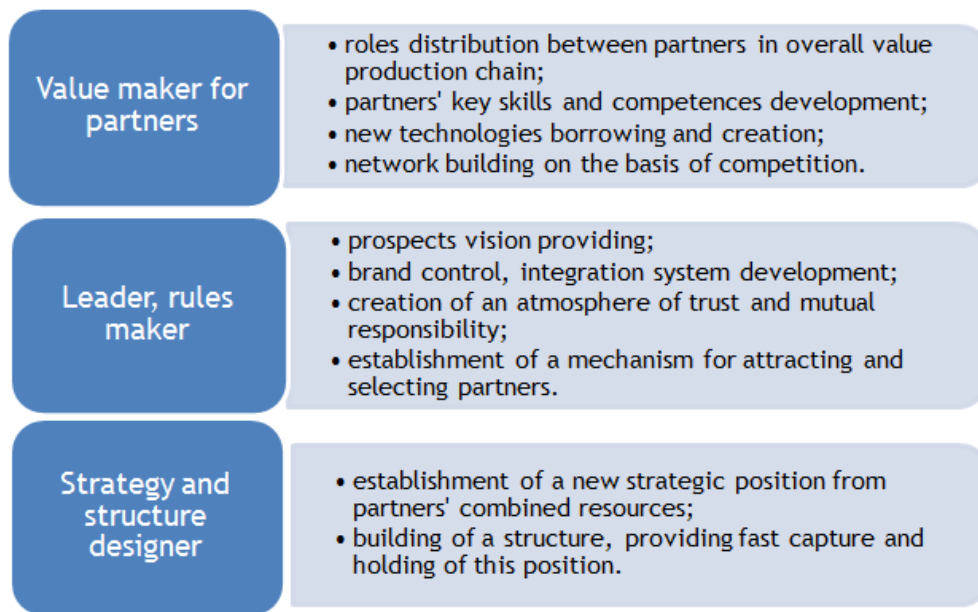 Value maker for
partners
• roles distribution between partners in overall value
production chain;
• partners' key skills and competences development;
• new technologies borrowing and creation;
• network building on the basis of competition.
Leader, rules
maker
• prospects vision providing;
• brand control, integration system development;
• creation of an atmosphere of trust and mutual
responsibility;
• establishment of a mechanism for attracting and
selecting partners.
Strategy and
structure
designer
• establishment of a new strategic position from
partners' combined resources;
• building of a structure, providing fast capture and
holding of this position.